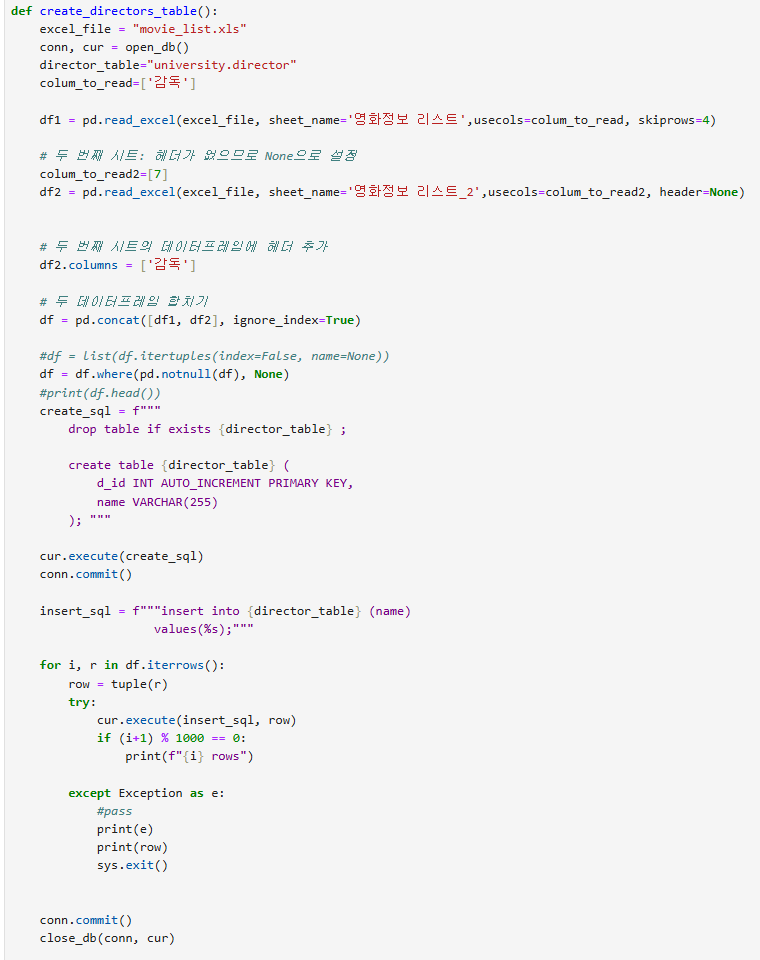 def create_directors_table():
    excel_file = "movie_list.xls"
    conn, cur = open_db()
    director_table="university.director"
    colum_to_read=['감독']

    df1 = pd.read_excel(excel_file, sheet_name='영화정보 리스트',usecols=colum_to_read, skiprows=4)

    # 두 번째 시트: 헤더가 없으므로 None으로 설정
    colum_to_read2=[7]
    df2 = pd.read_excel(excel_file, sheet_name='영화정보 리스트_2',usecols=colum_to_read2, header=None)


    # 두 번째 시트의 데이터프레임에 헤더 추가
    df2.columns = ['감독']

    # 두 데이터프레임 합치기
    df = pd.concat([df1, df2], ignore_index=True)

    #df = list(df.itertuples(index=False, name=None))
    df = df.where(pd.notnull(df), None)
    #print(df.head())
    create_sql = f"""
        drop table if exists {director_table} ;

        create table {director_table} (
            d_id INT AUTO_INCREMENT PRIMARY KEY,
            name VARCHAR(255)
        ); """

    cur.execute(create_sql)
    conn.commit()

    insert_sql = f"""insert into {director_table} (name)
                    values(%s);"""

    for i, r in df.iterrows():
        row = tuple(r)
        try:
            cur.execute(insert_sql, row)
            if (i+1) % 1000 == 0:
                print(f"{i} rows")

        except Exception as e:
            #pass
            print(e)
            print(row)
            sys.exit()


    conn.commit()
    close_db(conn, cur)